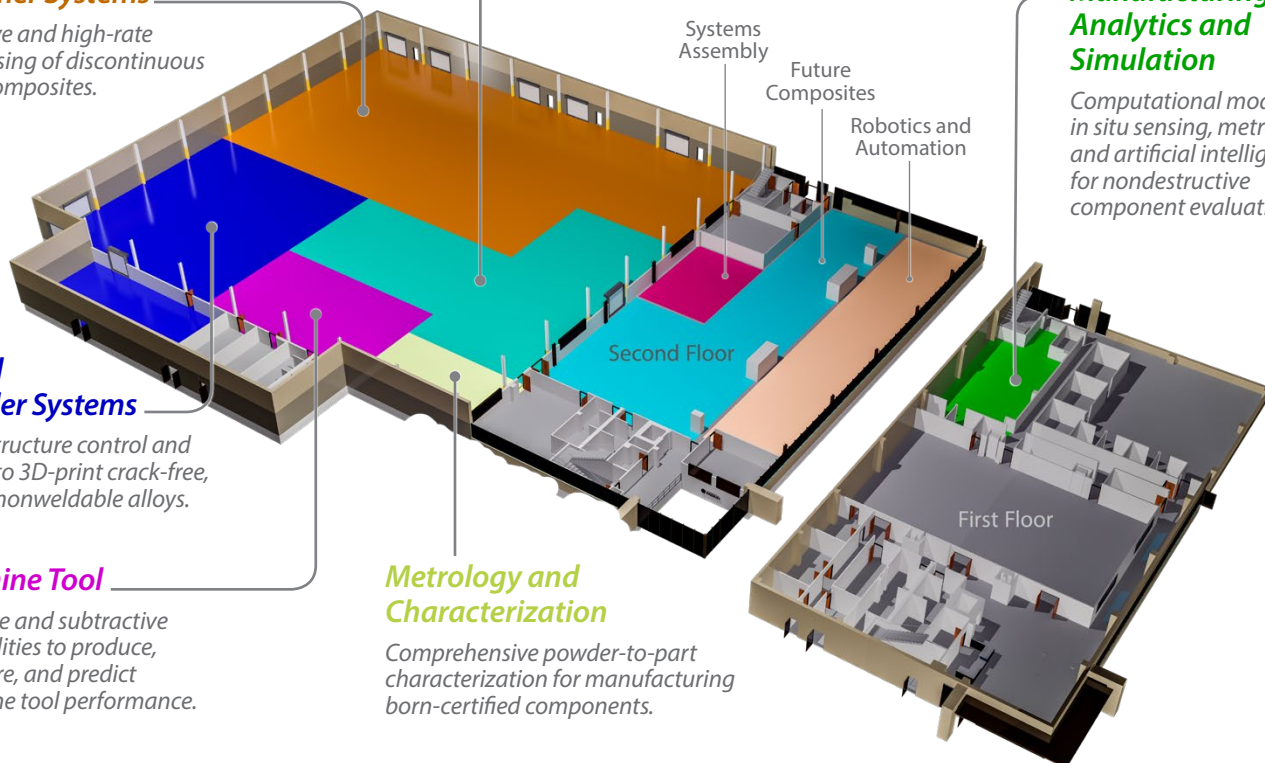 Systems
...ve and high-rate
...sing of discontinuous
...omposites.
Systems
Assembly
Future
Composites
Robotics and
Automation
Analytics and
Simulation
Computational mod
in situ sensing, metr
and artificial intellig
for nondestructive
component evaluat
Second Floor
er Systems
tructure control and
to 3D-print crack-free,
nonweldable alloys.
First Floor
ine Tool
e and subtractive
lities to produce,
re, and predict
ne tool performance.
Metrology and
Characterization
Comprehensive powder-to-part
characterization for manufacturing
born-certified components.